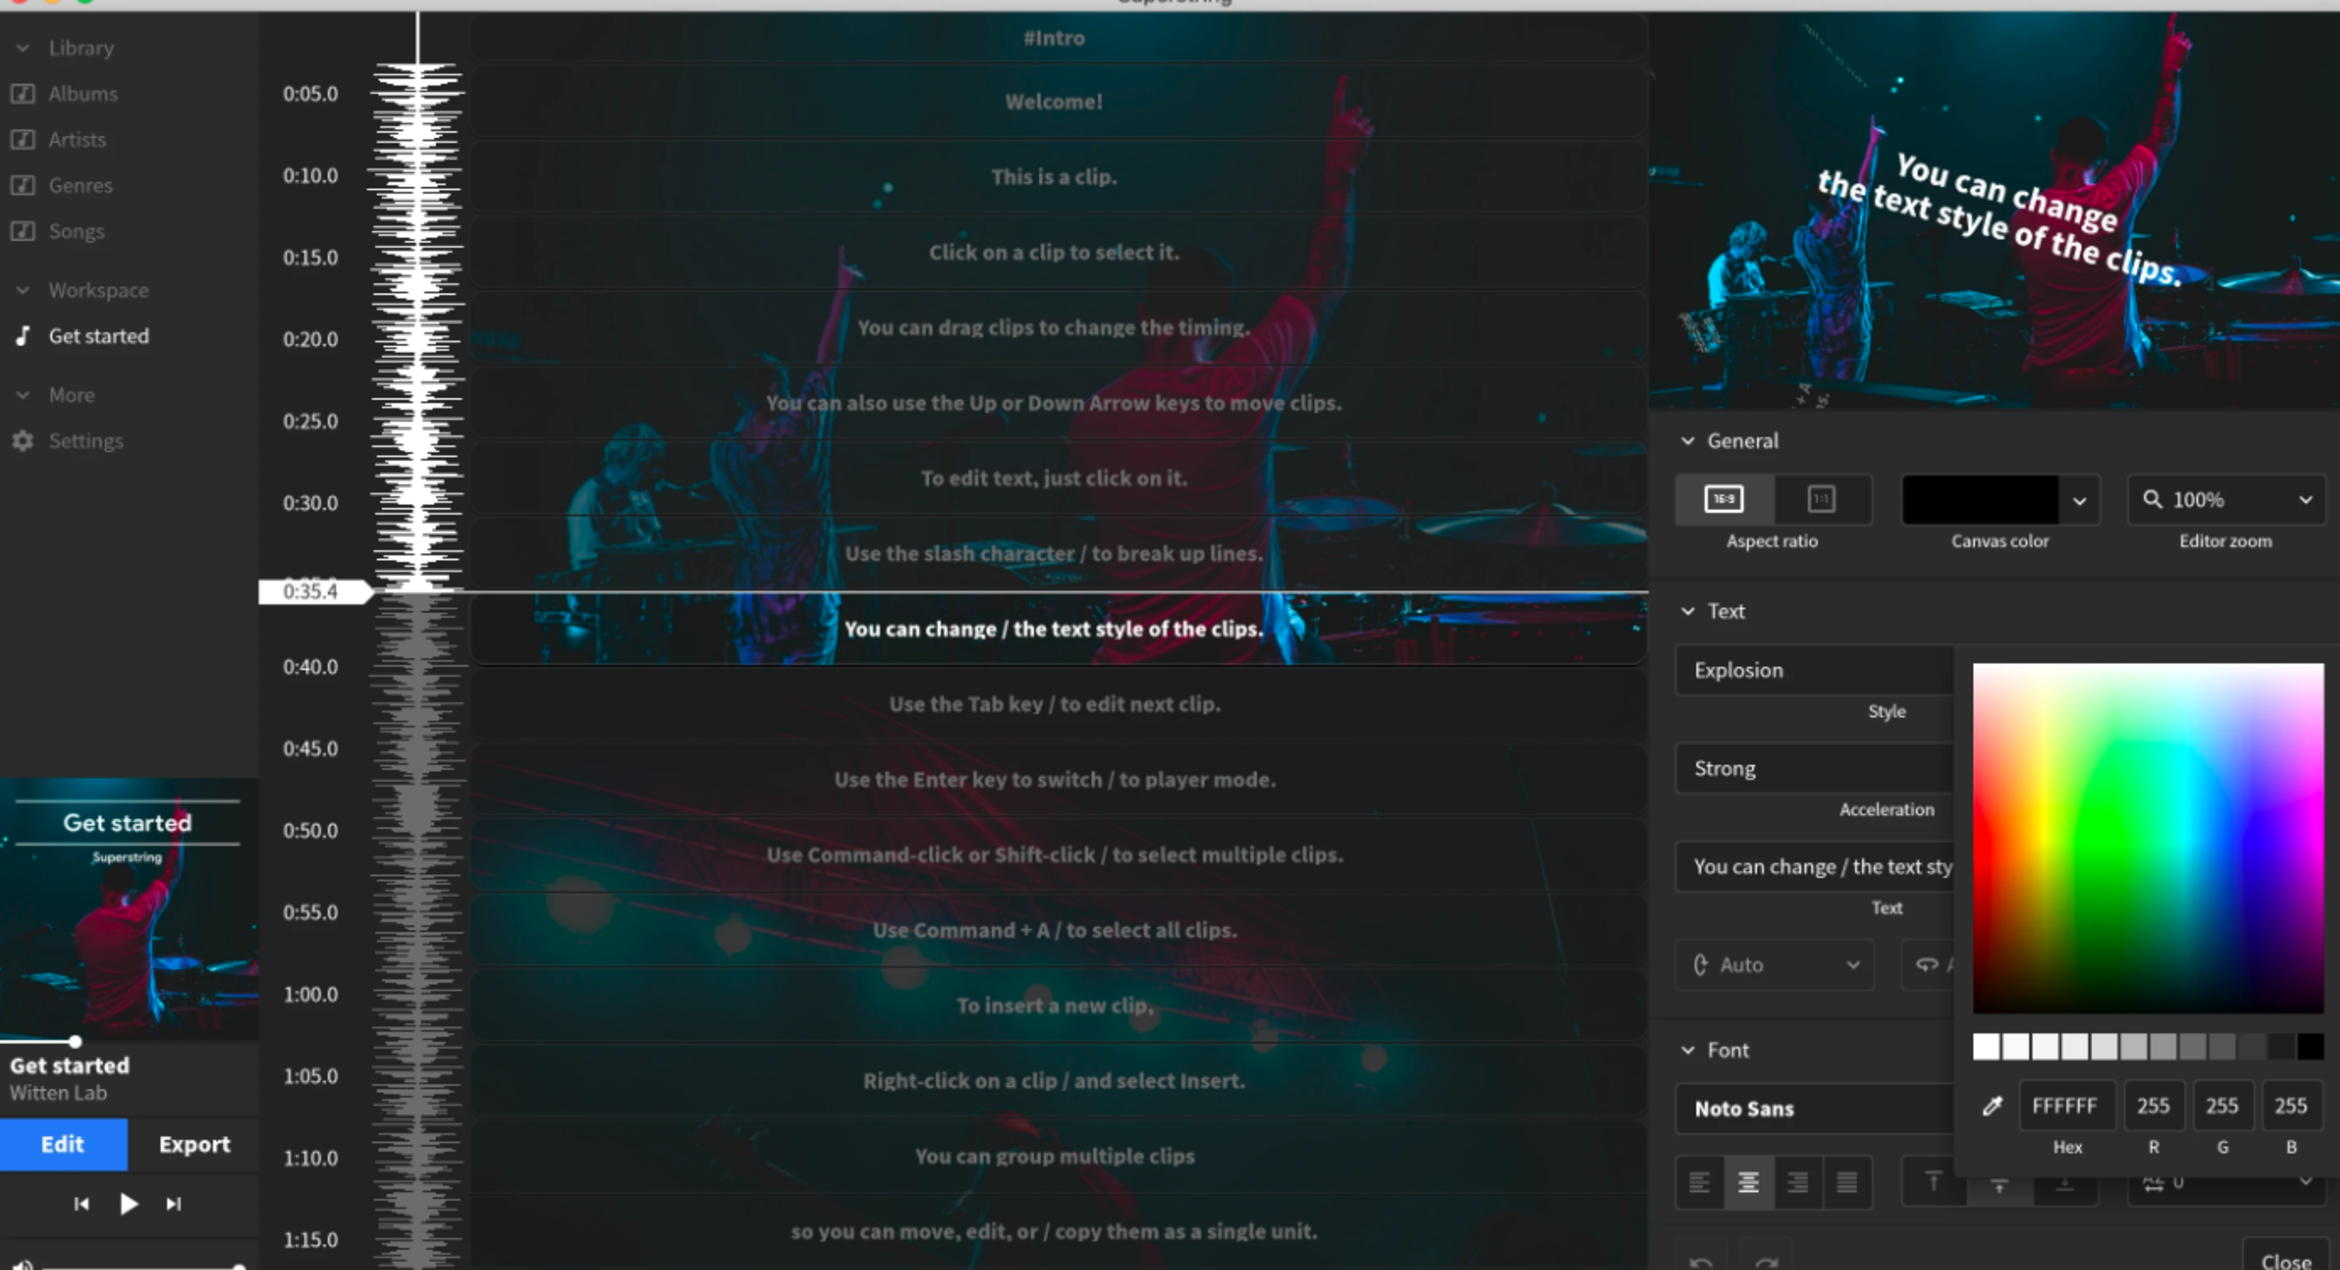 Superstring
Library
Albums
Artists
Genres
Songs
Workspace
Get started
More
Settings
Get started
Superstring
Get started
Witten Lab
Edit
Export
0:05.0
0:10.0
0:15.0
0:20.0
0:25.0
0:30.0
0:35.4
0:40.0
0:45.0
0:50.0
0:55.0
1:00.0
1:05.0
1:10.0
1:15.0
#Intro
Welcome!
This is a clip.
Click on a clip to select it.
You can drag clips to change the timing.
You can also use the Up or Down Arrow keys to move clips.
To edit text, just click on it.
Use the slash character / to break up lines.
You can change / the text style of the clips.
Use the Tab key / to edit next clip.
Use the Enter key to switch / to player mode.
Use Command-click or Shift-click / to select multiple clips.
Use Command + A / to select all clips.
To insert a new clip,
Right-click on a clip / and select Insert.
You can group multiple clips
so you can move, edit, or / copy them as a single unit.
You can change
the text style of the clips.
+ A
General
16:9
1:1
100%
Aspect ratio
Canvas color
Editor zoom
Text
Explosion
Style
Strong
Acceleration
You can change / the text sty
Text
Auto
Font
Noto Sans
FFFFFF
255
255
255
Hex
R
G
B
AZ 0
Close